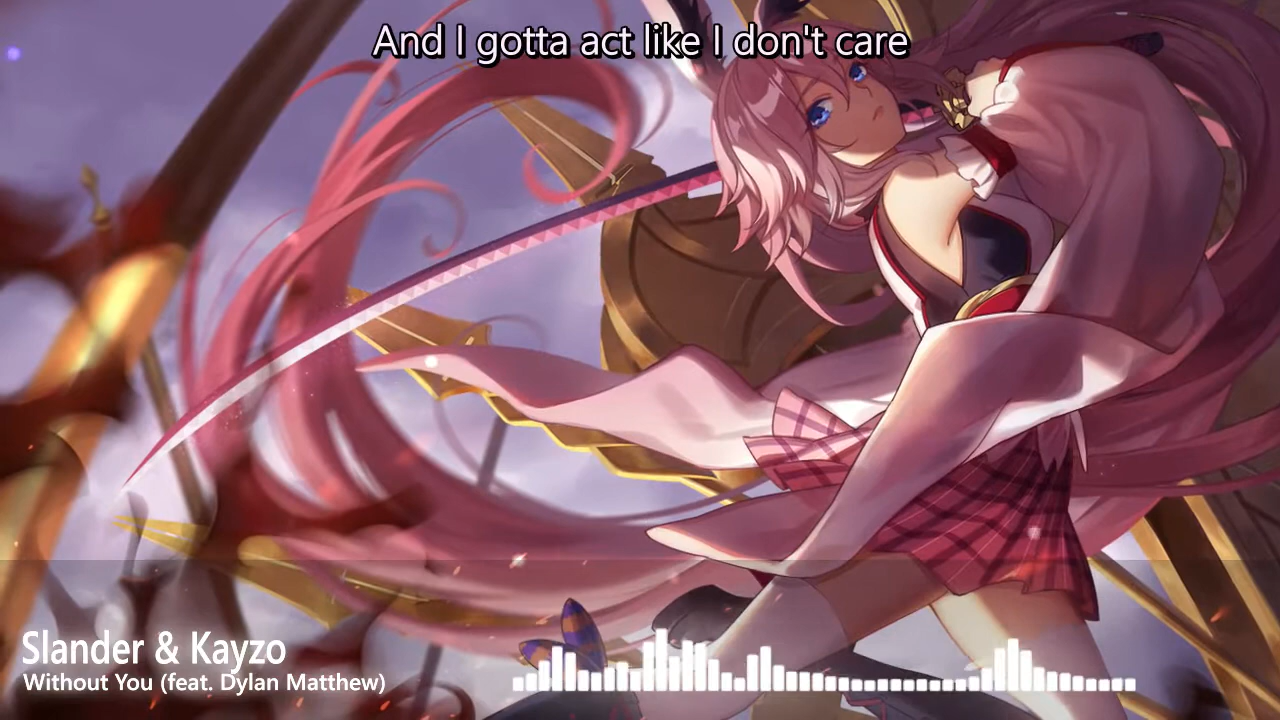 And I gotta act like I don't care
Slander & Kayzo
Without You (feat. Dylan Matthew)